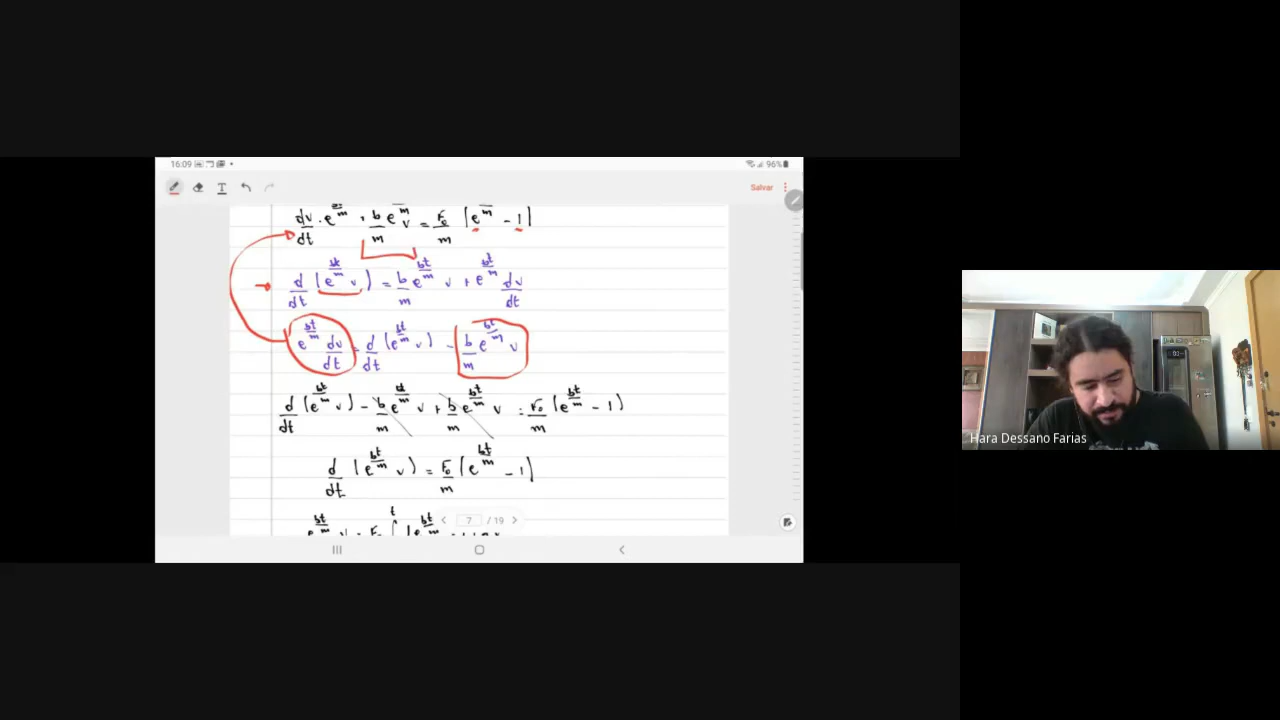 16:09
96%
T
Salvar
dv/dt · e^{bt/m} + b/m e^{bt/m} v = F₀/m [e^{bt/m} - 1]
d/dt (e^{bt/m} v) = b/m e^{bt/m} v + e^{bt/m} dv/dt
e^{bt/m} dv/dt = d/dt (e^{bt/m} v) - b/m e^{bt/m} v
d/dt (e^{bt/m} v) - b/m e^{bt/m} v + b/m e^{bt/m} v = F₀/m (e^{bt/m} - 1)
d/dt (e^{bt/m} v) = F₀/m (e^{bt/m} - 1)
7 / 19
Hara Dessano Farias